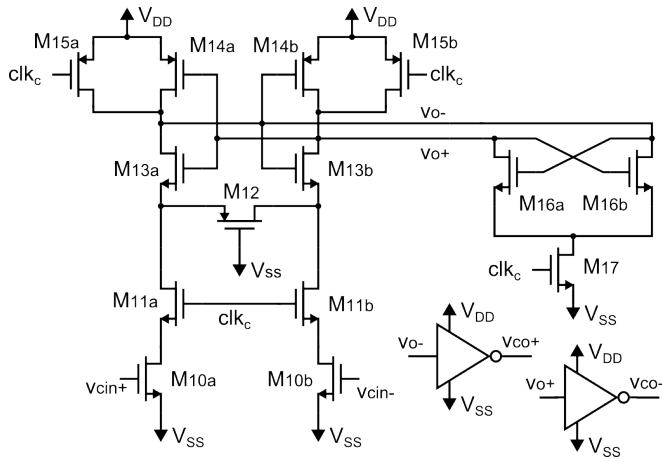 VDD VDD
M15a M14a M14b M15b
clkc clkc
vo-
vo+
M13a M13b
M12
M16a M16b
VSS
clkc M17
M11a clkc M11b
VSS
VDD VDD
vo- vco+
vcin+ M10a M10b vcin-
vo+ vco-
VSS
VSS VSS VSS